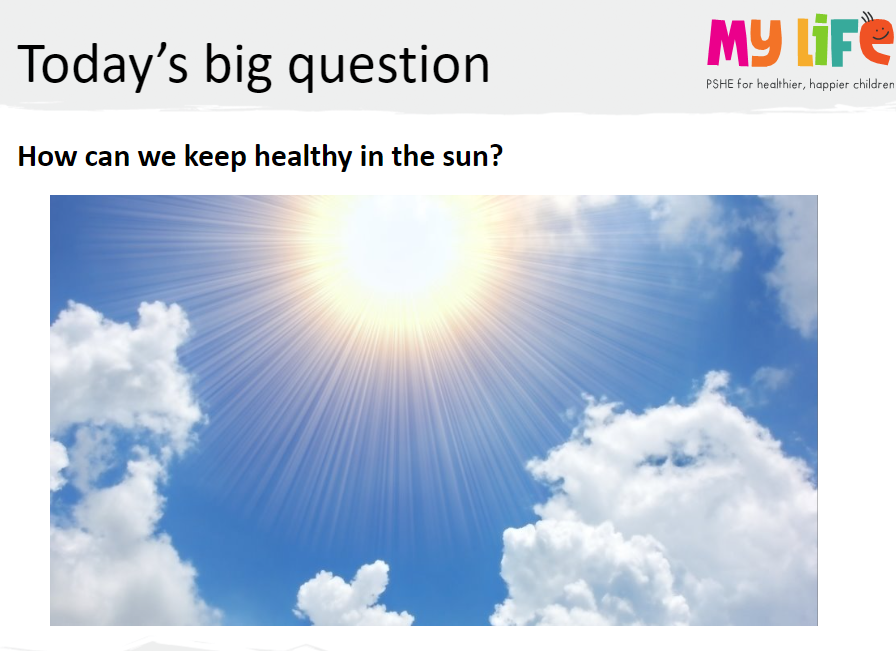 Today’s big question
My LiFe
PSHE for healthier, happier children
How can we keep healthy in the sun?